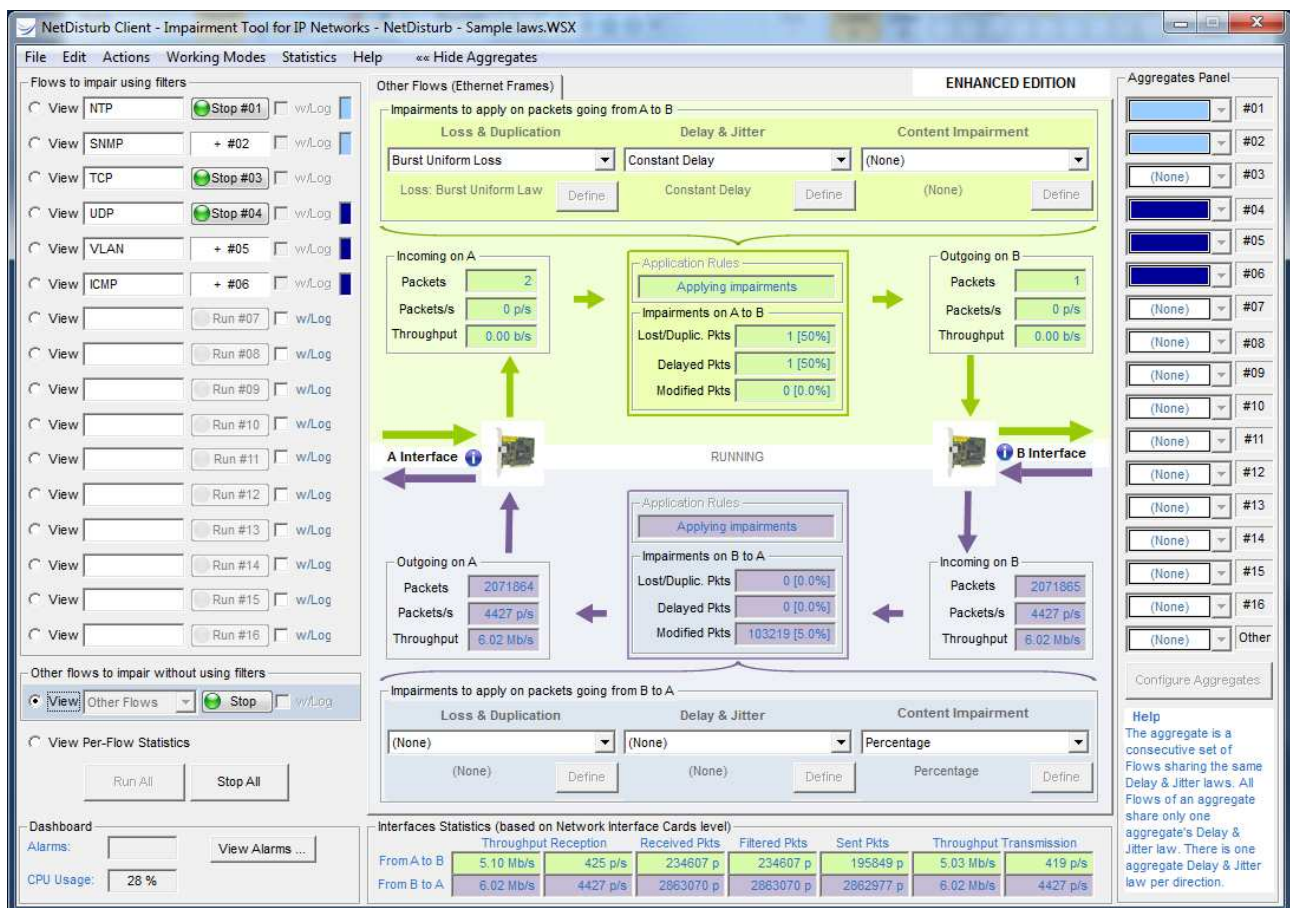 NetDisturb Client - Impairment Tool for IP Networks - NetDisturb - Sample laws.WSX
File Edit Actions Working Modes Statistics Help «« Hide Aggregates
Flows to impair using filters
View NTP Stop #01 w/Log
View SNMP + #02 w/Log
View TCP Stop #03 w/Log
View UDP Stop #04 w/Log
View VLAN + #05 w/Log
View ICMP + #06 w/Log
View Run #07 w/Log
View Run #08 w/Log
View Run #09 w/Log
View Run #10 w/Log
View Run #11 w/Log
View Run #12 w/Log
View Run #13 w/Log
View Run #14 w/Log
View Run #15 w/Log
View Run #16 w/Log
Other flows to impair without using filters
View Other Flows Stop w/Log
View Per-Flow Statistics
Run All Stop All
Dashboard
Alarms: View Alarms ...
CPU Usage: 28 %
Other Flows (Ethernet Frames) ENHANCED EDITION
Impairments to apply on packets going from A to B
Loss & Duplication Delay & Jitter Content Impairment
Burst Uniform Loss Constant Delay (None)
Loss: Burst Uniform Law Define Constant Delay Define (None) Define
Incoming on A
Packets 2
Packets/s 0 p/s
Throughput 0.00 b/s
Application Rules
Applying impairments
Impairments on A to B
Lost/Duplic. Pkts 1 [50%]
Delayed Pkts 1 [50%]
Modified Pkts 0 [0.0%]
Outgoing on B
Packets 1
Packets/s 0 p/s
Throughput 0.00 b/s
A Interface RUNNING B Interface
Outgoing on A
Packets 2071864
Packets/s 4427 p/s
Throughput 6.02 Mb/s
Application Rules
Applying impairments
Impairments on B to A
Lost/Duplic. Pkts 0 [0.0%]
Delayed Pkts 0 [0.0%]
Modified Pkts 103219 [5.0%]
Incoming on B
Packets 2071865
Packets/s 4427 p/s
Throughput 6.02 Mb/s
Impairments to apply on packets going from B to A
Loss & Duplication Delay & Jitter Content Impairment
(None) (None) Percentage
(None) Define (None) Define Percentage Define
Interfaces Statistics (based on Network Interface Cards level)
Throughput Reception Received Pkts Filtered Pkts Sent Pkts Throughput Transmission
From A to B 5.10 Mb/s 425 p/s 234607 p 234607 p 195849 p 5.03 Mb/s 419 p/s
From B to A 6.02 Mb/s 4427 p/s 2863070 p 2863070 p 2862977 p 6.02 Mb/s 4427 p/s
Aggregates Panel
#01
#02
(None) #03
#04
#05
#06
(None) #07
(None) #08
(None) #09
(None) #10
(None) #11
(None) #12
(None) #13
(None) #14
(None) #15
(None) #16
(None) Other
Configure Aggregates
Help
The aggregate is a
consecutive set of
Flows sharing the same
Delay & Jitter laws. All
Flows of an aggregate
share only one
aggregate's Delay &
Jitter law. There is one
aggregate Delay & Jitter
law per direction.